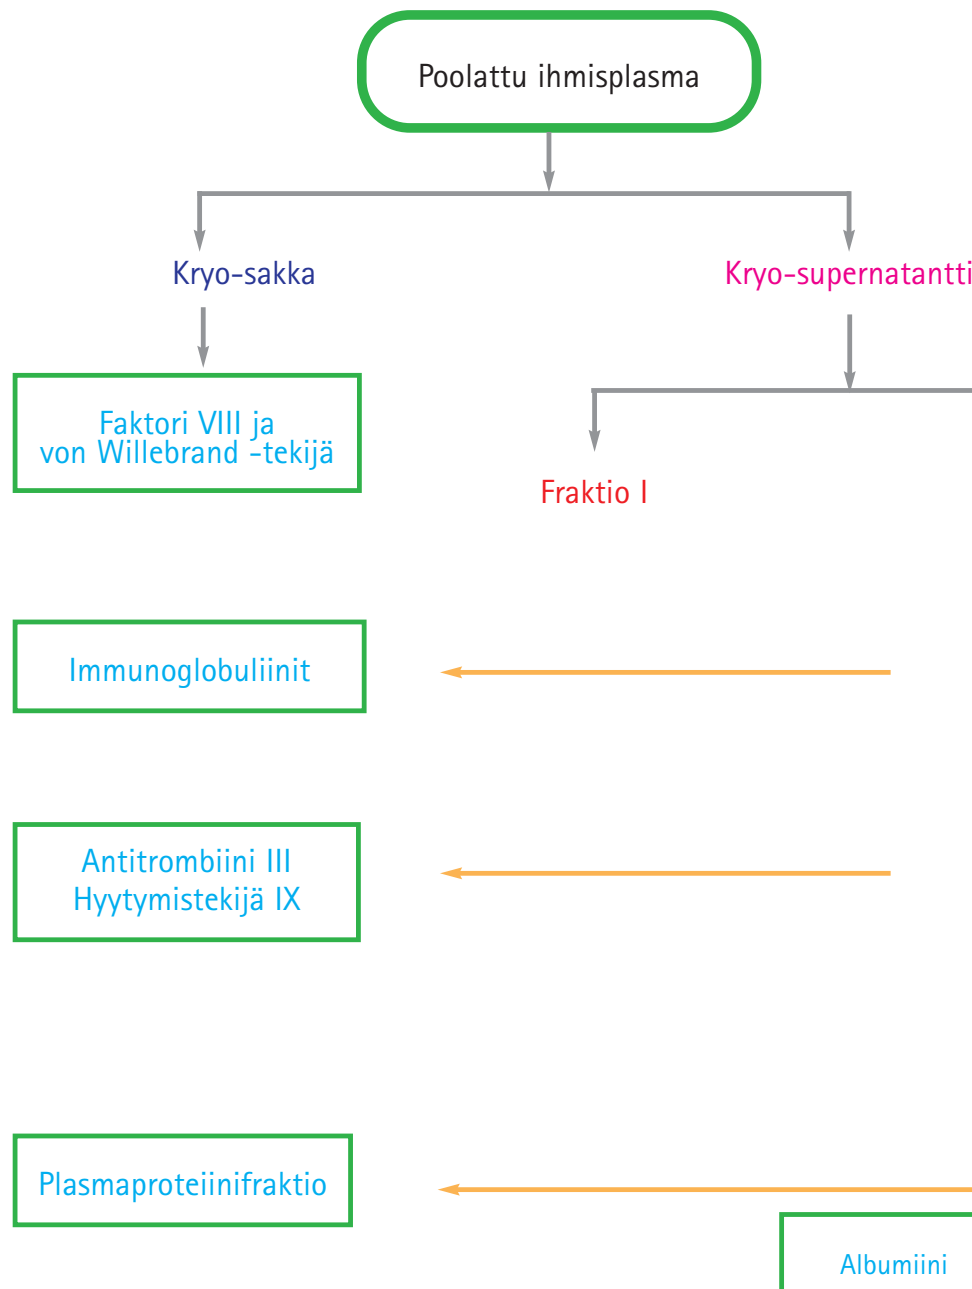 Poolattu ihmisplasma
Kryo-sakka
Kryo-supernatantti
Faktori VIII ja
von Willebrand -tekijä
Fraktio I
Immunoglobuliinit
Antitrombiini III
Hyytymistekijä IX
Plasmaproteiinifraktio
Albumiini